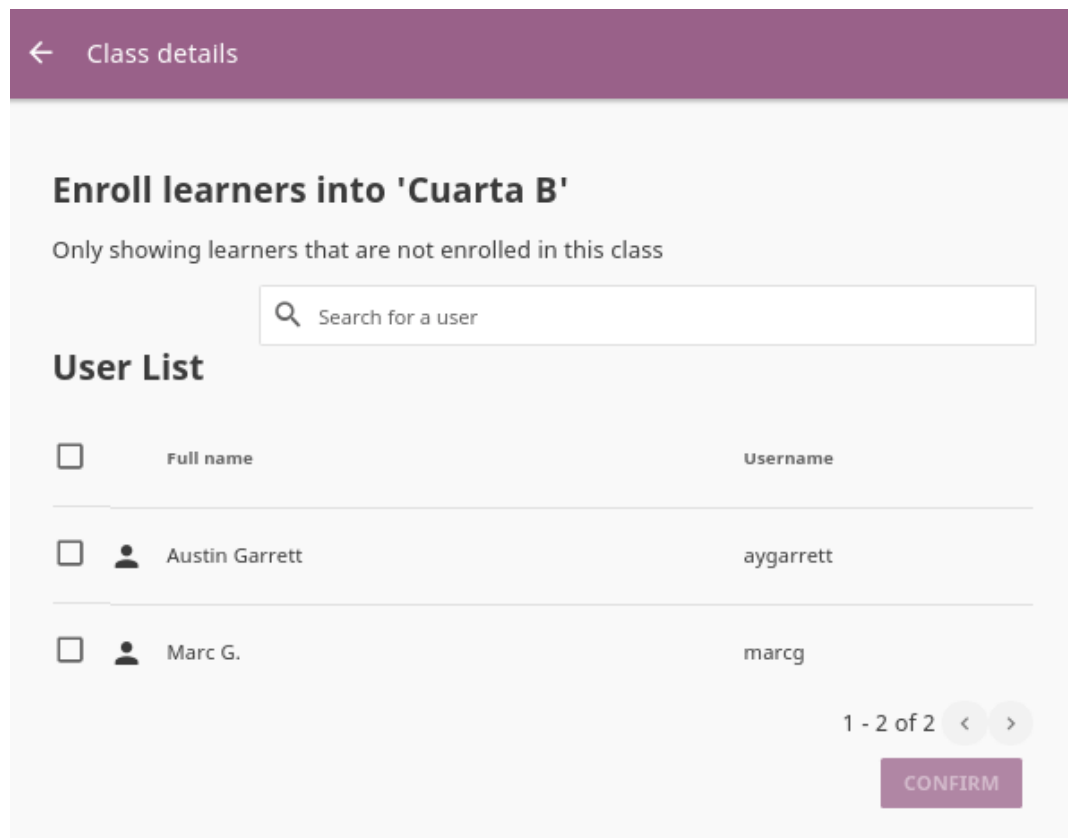 Class details
Enroll learners into 'Cuarta B'
Only showing learners that are not enrolled in this class
Search for a user
User List
Full name Username
Austin Garrett aygarrett
Marc G. marcg
1 - 2 of 2
CONFIRM